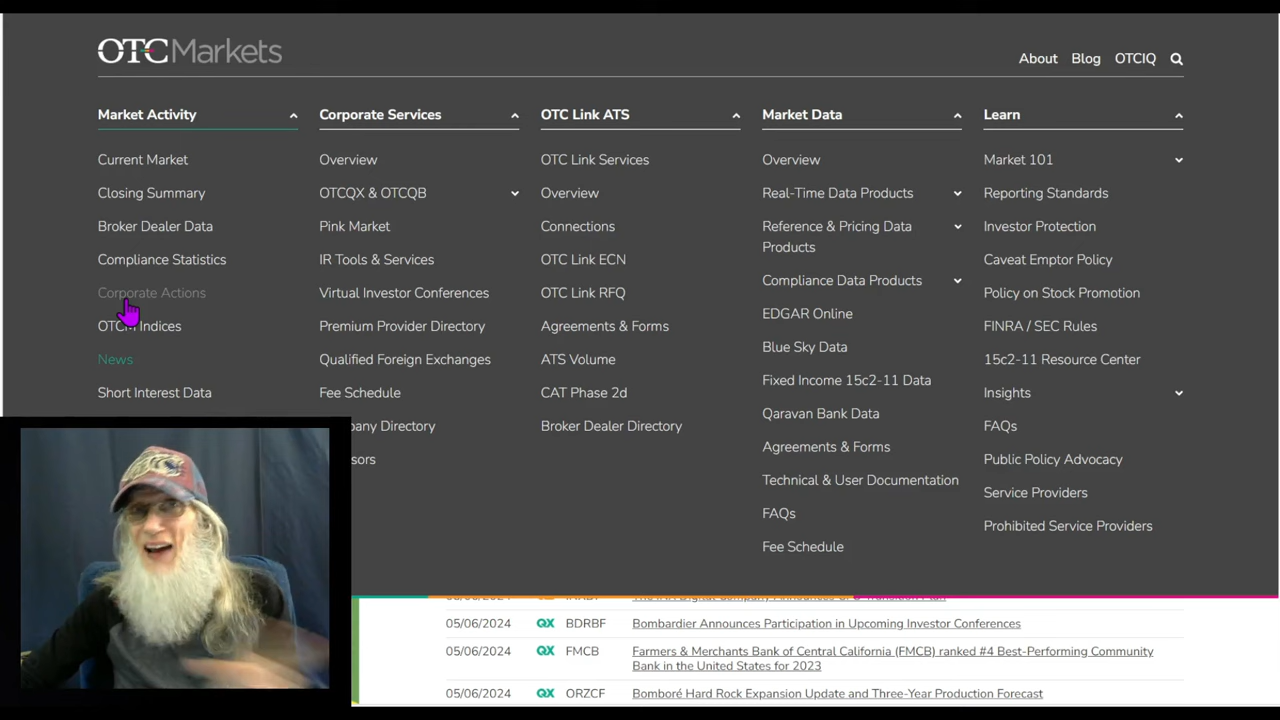 OTCMarkets
About Blog OTCIQ
Market Activity
Current Market
Closing Summary
Broker Dealer Data
Compliance Statistics
Corporate Actions
OTCM Indices
News
Short Interest Data
Corporate Services
Overview
OTCQX & OTCQB
Pink Market
IR Tools & Services
Virtual Investor Conferences
Premium Provider Directory
Qualified Foreign Exchanges
Fee Schedule
Directory
OTC Link ATS
OTC Link Services
Overview
Connections
OTC Link ECN
OTC Link RFQ
Agreements & Forms
ATS Volume
CAT Phase 2d
Broker Dealer Directory
Market Data
Overview
Real-Time Data Products
Reference & Pricing Data
Products
Compliance Data Products
EDGAR Online
Blue Sky Data
Fixed Income 15c2-11 Data
Qaravan Bank Data
Agreements & Forms
Technical & User Documentation
FAQs
Fee Schedule
Learn
Market 101
Reporting Standards
Investor Protection
Caveat Emptor Policy
Policy on Stock Promotion
FINRA / SEC Rules
15c2-11 Resource Center
Insights
FAQs
Public Policy Advocacy
Service Providers
Prohibited Service Providers
05/06/2024 QX BDRBF Bombardier Announces Participation in Upcoming Investor Conferences
05/06/2024 QX FMCB Farmers & Merchants Bank of Central California (FMCB) ranked #4 Best-Performing Community
Bank in the United States for 2023
05/06/2024 QX ORZCF Bomboré Hard Rock Expansion Update and Three-Year Production Forecast